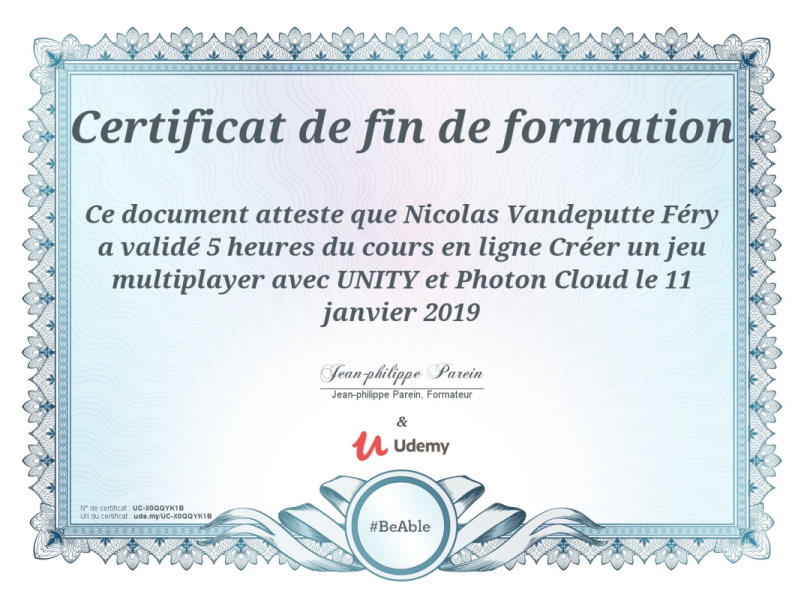 Certificat de fin de formation
Ce document atteste que Nicolas Vandeputte Féry
a validé 5 heures du cours en ligne Créer un jeu
multiplayer avec UNITY et Photon Cloud le 11
janvier 2019
Jean-philippe Parein
Jean-philippe Parein, Formateur
&
Udemy
N° de certificat : UC-X0QQYK1B
Url du certificat : ude.my/UC-X0QQYK1B
#BeAble